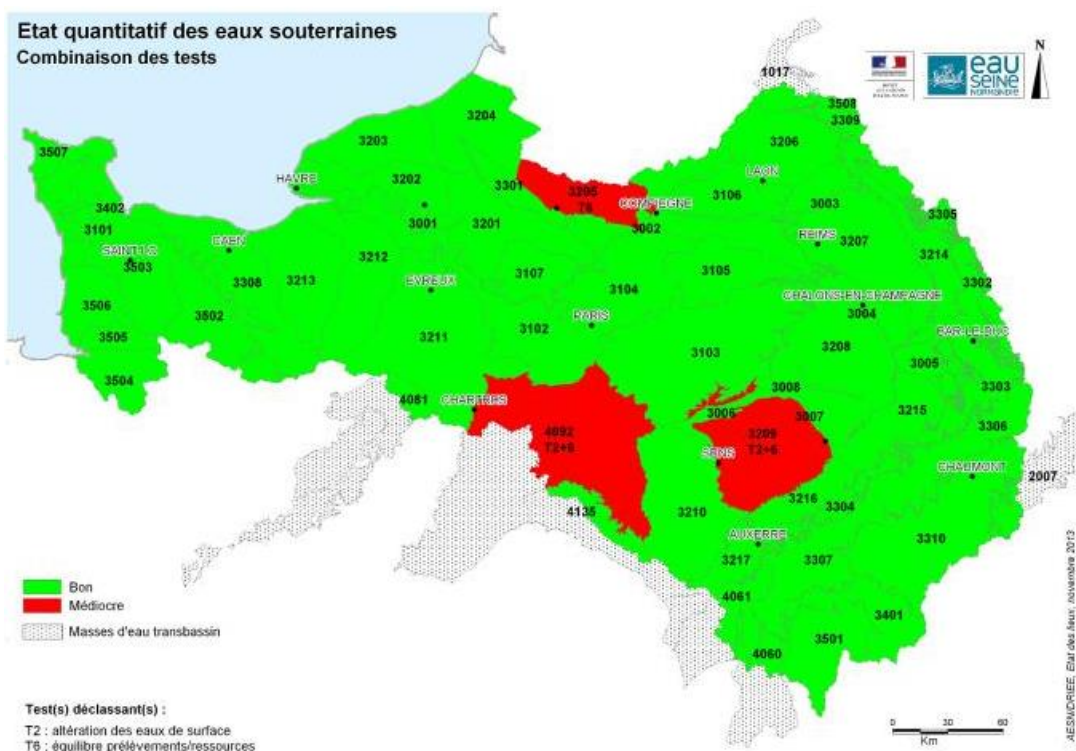 Etat quantitatif des eaux souterraines
Combinaison des tests
N
eau
SEINE
NORMANDIE
1017
3508
3309
3204
3203
3206
3507
LAON
HAVRE
3202
3301
3205
T6
3106
COMPIEGNE
3003
3402
3001
3201
3002
3305
3101
REIMS
3207
SAINT-LO
CAEN
3503
3212
3214
3308
3213
3107
3105
3302
EVREUX
3104
CHALONS-EN-CHAMPAGNE
3506
3502
3004
PARIS
3505
3211
3102
BAR-LE-DUC
3208
3103
3005
3504
3008
3303
4081
CHARTRES
3006
3007
3215
3306
4092
T2+6
3209
T2+6
SENS
CHAUMONT
2007
3216
4135
3210
3304
AUXERRE
3310
3217
3307
4061
3401
3501
4060
Bon
Médiocre
Masses d'eau transbassin
Test(s) déclassant(s) :
T2 : altération des eaux de surface
T6 : équilibre prélèvements/ressources
0 30 60
Km
AESN/DRIEE, Etat des lieux, novembre 2013